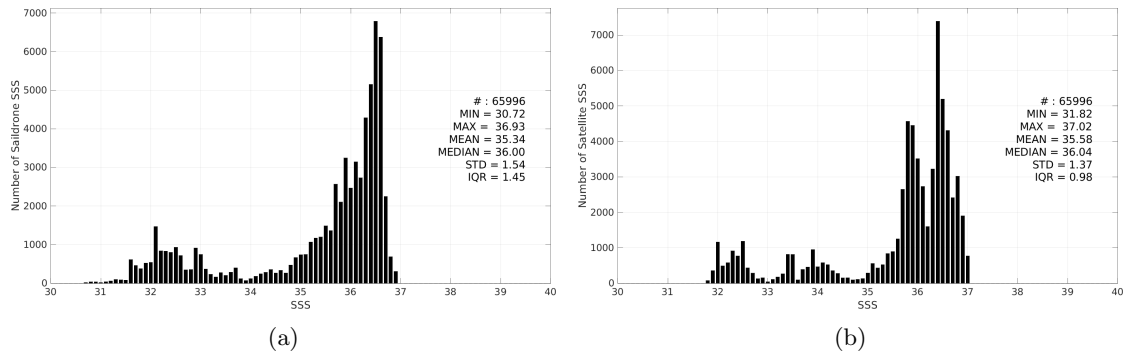 7000
6000
5000
4000
3000
2000
1000
0
Number of Saildrone SSS
# : 65996
MIN = 30.72
MAX = 36.93
MEAN = 35.34
MEDIAN = 36.00
STD = 1.54
IQR = 1.45
30 31 32 33 34 35 36 37 38 39 40
SSS
(a)
7000
6000
5000
4000
3000
2000
1000
0
Number of Satellite SSS
# : 65996
MIN = 31.82
MAX = 37.02
MEAN = 35.58
MEDIAN = 36.04
STD = 1.37
IQR = 0.98
30 31 32 33 34 35 36 37 38 39 40
SSS
(b)